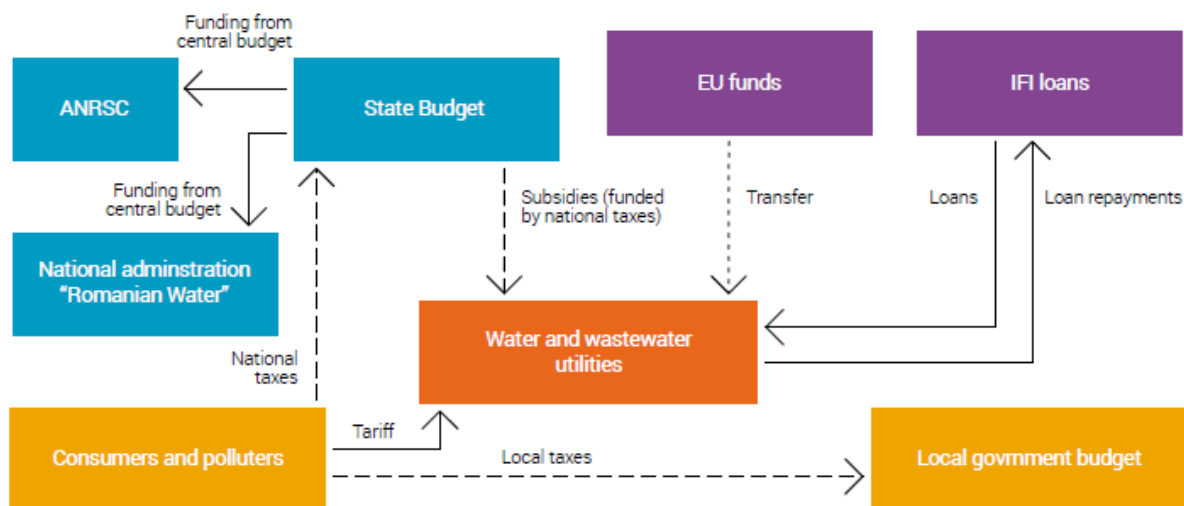 Funding from
central budget
ANRSC
State Budget
EU funds
IFI loans
Funding from
central budget
Subsidies (funded
by national taxes)
Transfer
Loans
Loan repayments
National adminstration
“Romanian Water”
Water and wastewater
utilities
National
taxes
Consumers and polluters
Tariff
Local taxes
Local govrnment budget